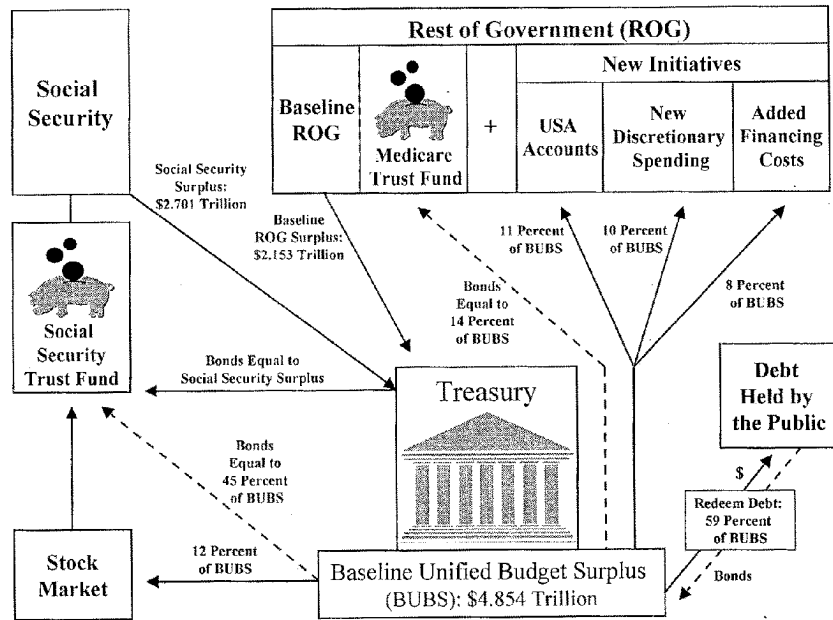 Rest of Government (ROG)
New Initiatives
Social
Security
Baseline
ROG
Medicare
Trust Fund
+
USA
Accounts
New
Discretionary
Spending
Added
Financing
Costs
Social Security
Surplus:
$2.701 Trillion
Baseline
ROG Surplus:
$2.153 Trillion
11 Percent
of BUBS
10 Percent
of BUBS
8 Percent
of BUBS
Bonds
Equal to
14 Percent
of BUBS
Social
Security
Trust Fund
Bonds Equal to
Social Security Surplus
Treasury
Debt
Held by
the Public
Bonds
Equal to
45 Percent
of BUBS
$
Redeem Debt:
59 Percent
of BUBS
Bonds
Stock
Market
12 Percent
of BUBS
Baseline Unified Budget Surplus
(BUBS): $4.854 Trillion